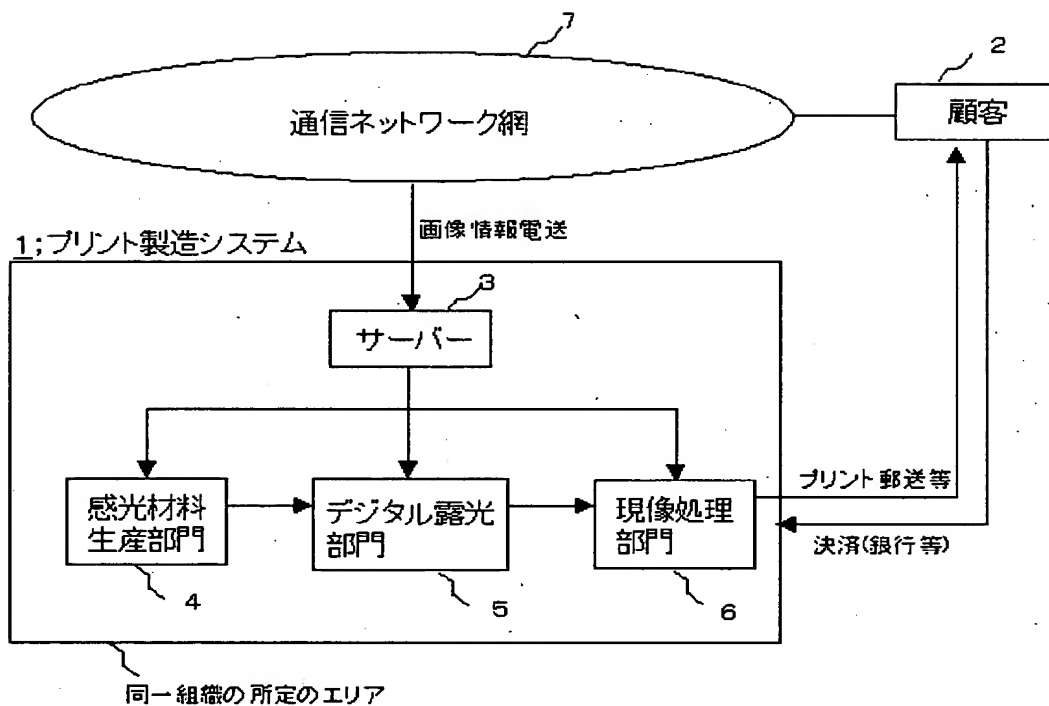 7
2
通信ネットワーク網
顧客
画像情報電送
1;プリント製造システム
3
サーバー
感光材料
生産部門
デジタル露光
部門
現像処理
部門
プリント郵送等
決済(銀行等)
4
5
6
同一組織の所定のエリア